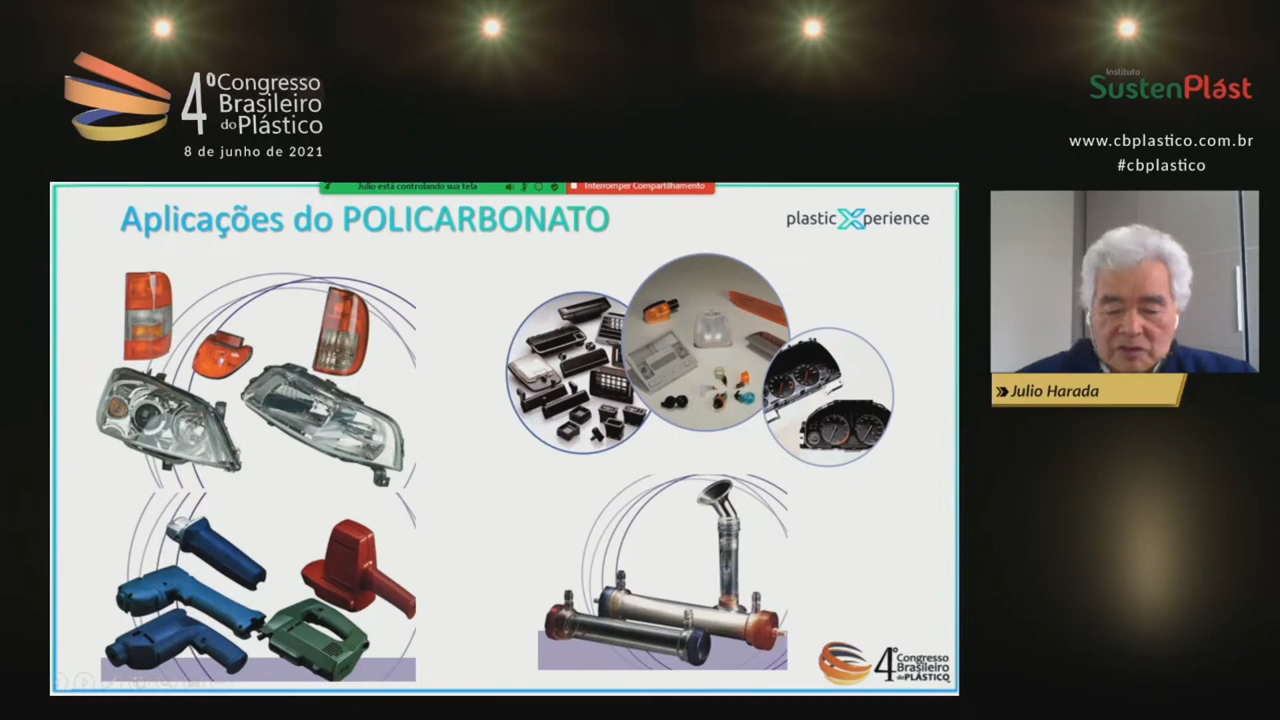 4º Congresso
Brasileiro
do Plástico
8 de junho de 2021
Instituto
SustenPlást
www.cbplastico.com.br
#cbplastico
Julio está controlando sua tela
Interromper Compartilhamento
Aplicações do POLICARBONATO
plasticXperience
Julio Harada
4º Congresso
Brasileiro
do PLÁSTICO